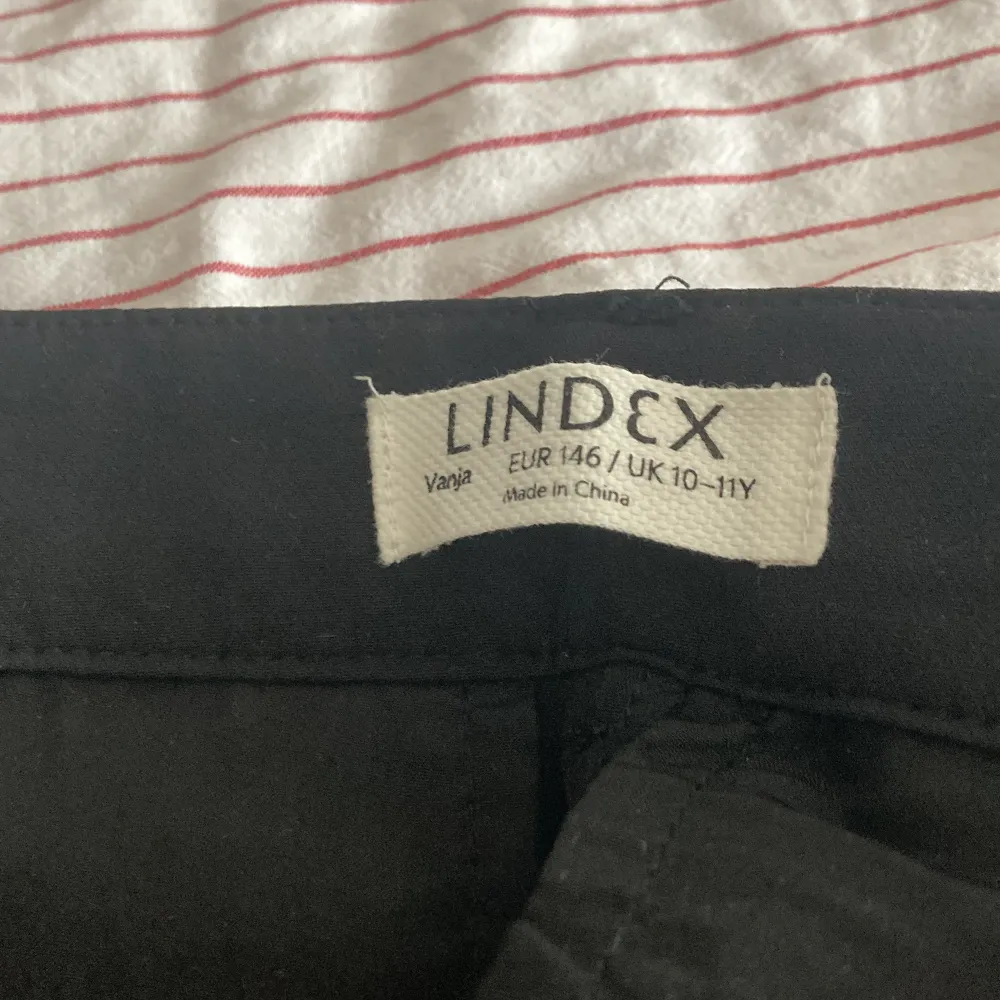 LINDEX
Vanja EUR 146 / UK 10-11Y
Made in China